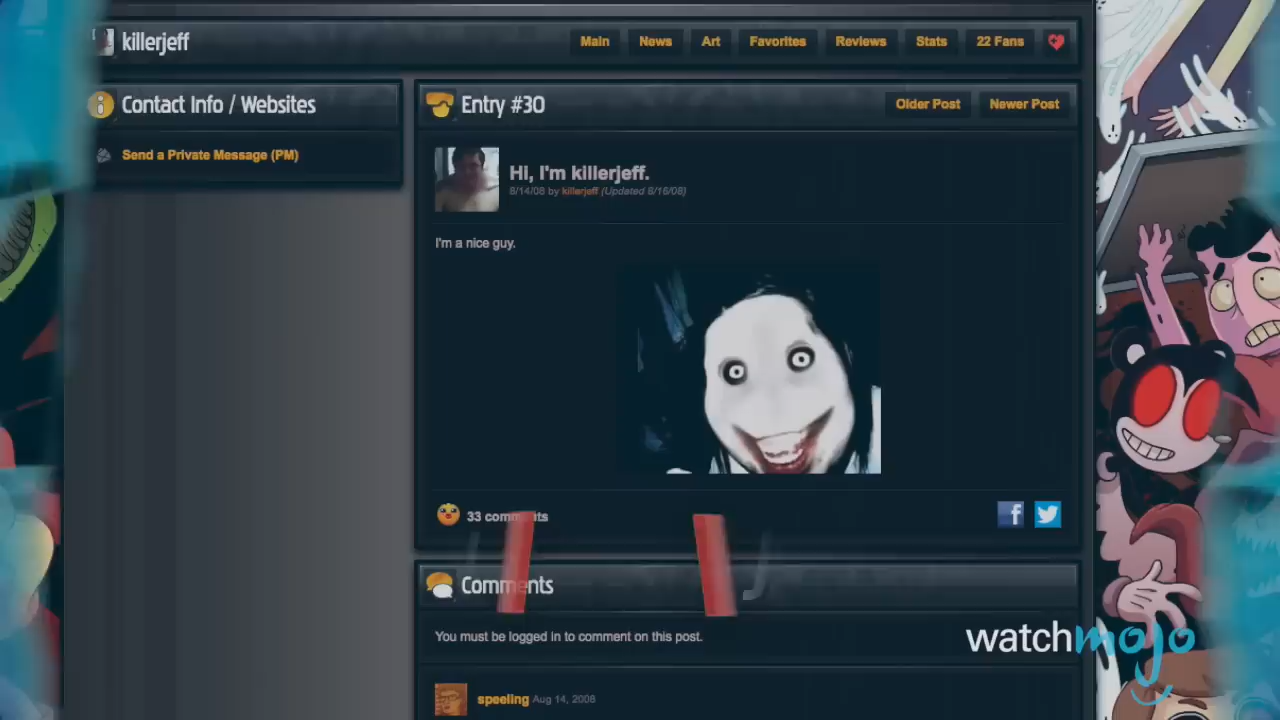 killerjeff
Main News Art Favorites Reviews Stats 22 Fans
Contact Info / Websites
Send a Private Message (PM)
Entry #30
Older Post Newer Post
Hi, I'm killerjeff.
8/14/08 by killerjeff (Updated 8/16/08)
I'm a nice guy.
33 comments
f
Comments
You must be logged in to comment on this post.
watchmojo
speeling Aug 14, 2008